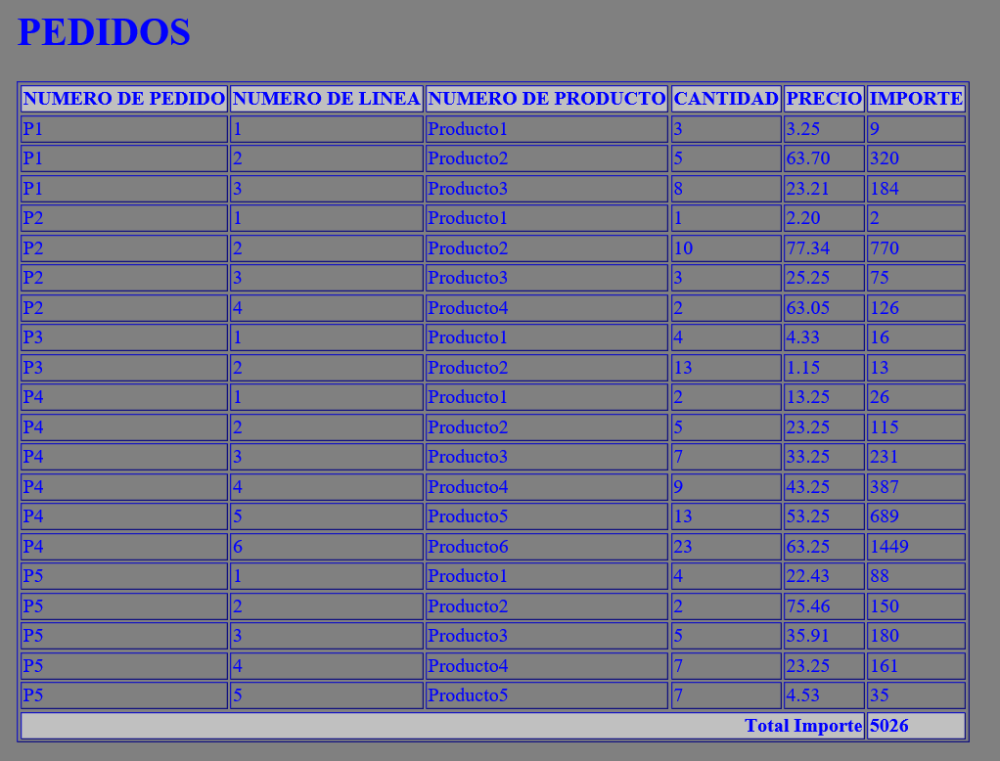 PEDIDOS
NUMERO DE PEDIDO NUMERO DE LINEA NUMERO DE PRODUCTO CANTIDAD PRECIO IMPORTE
P1 1 Producto1 3 3.25 9
P1 2 Producto2 5 63.70 320
P1 3 Producto3 8 23.21 184
P2 1 Producto1 1 2.20 2
P2 2 Producto2 10 77.34 770
P2 3 Producto3 3 25.25 75
P2 4 Producto4 2 63.05 126
P3 1 Producto1 4 4.33 16
P3 2 Producto2 13 1.15 13
P4 1 Producto1 2 13.25 26
P4 2 Producto2 5 23.25 115
P4 3 Producto3 7 33.25 231
P4 4 Producto4 9 43.25 387
P4 5 Producto5 13 53.25 689
P4 6 Producto6 23 63.25 1449
P5 1 Producto1 4 22.43 88
P5 2 Producto2 2 75.46 150
P5 3 Producto3 5 35.91 180
P5 4 Producto4 7 23.25 161
P5 5 Producto5 7 4.53 35
Total Importe 5026